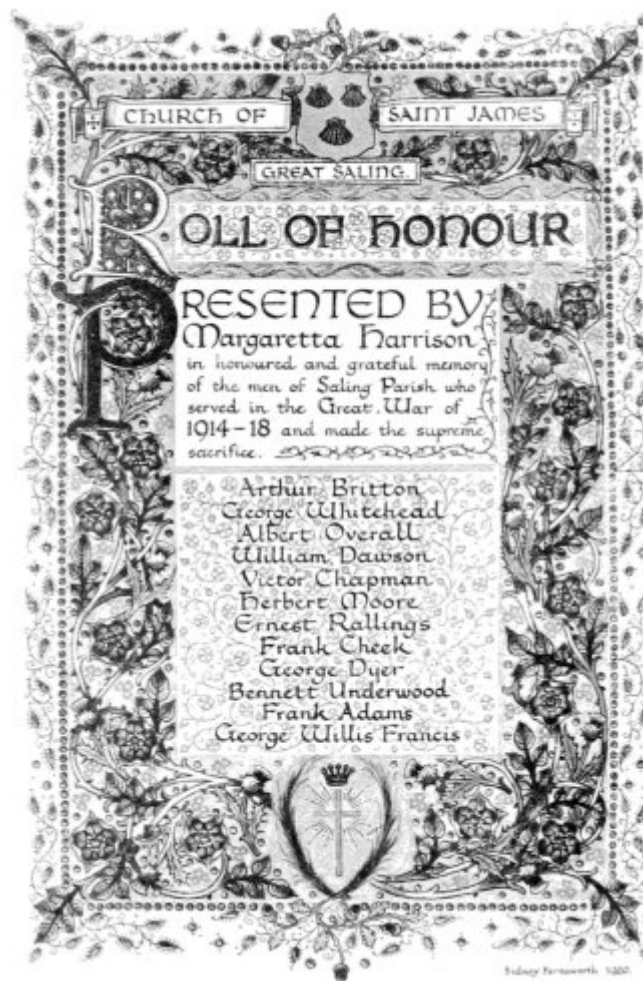 CHURCH OF SAINT JAMES
GREAT SALING.
ROLL OF HONOUR
PRESENTED BY
Margaretta Harrison
in honoured and grateful memory
of the men of Saling Parish who
served in the Great War of
1914-18 and made the supreme
sacrifice.
Arthur Britton
George Whitehead
Albert Overall
William Dawson
Victor Chapman
Herbert Moore
Ernest Rallings
Frank Cheek
George Dyer
Bennett Underwood
Frank Adams
George Willis Francis
Sidney Farnsworth